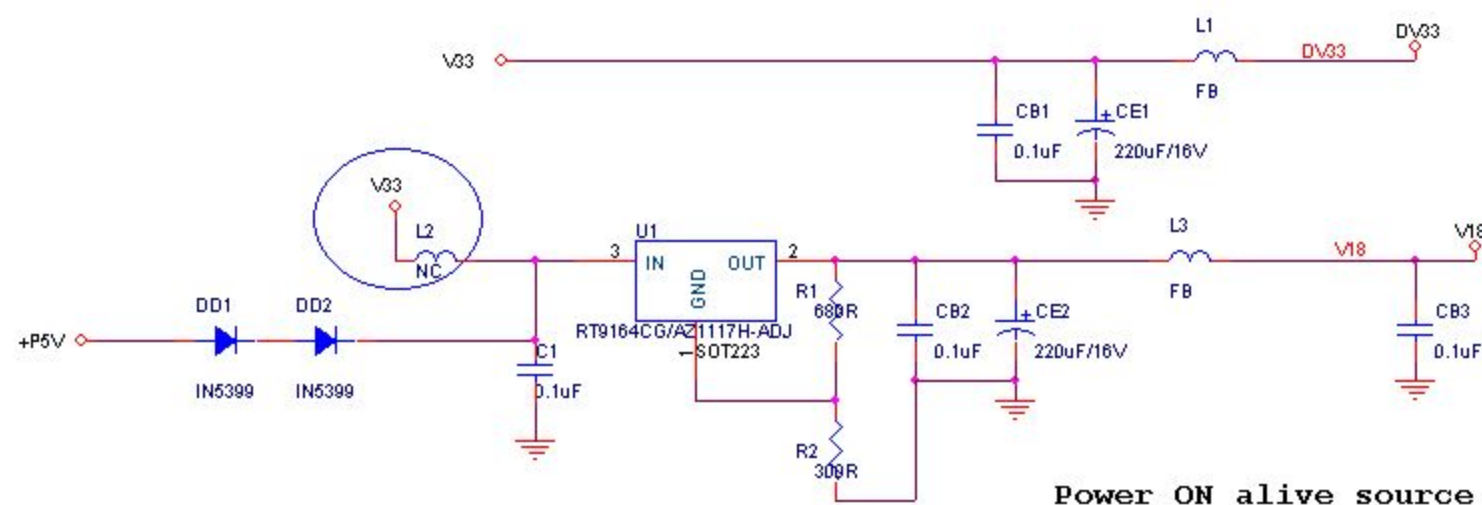 L1
DV33
V33
DV33
FB
CB1
+ CE1
0.1uF
220uF/16V
V33
L2
NC
U1
3
IN
OUT
2
GND
L3
V18
V18
FB
R1
680R
RT9164CG/AZ1117H-ADJ
1
SOT223
CB2
0.1uF
+ CE2
220uF/16V
CB3
0.1uF
DD1
DD2
+P5V
IN5399
IN5399
C1
0.1uF
R2
300R
Power ON alive source